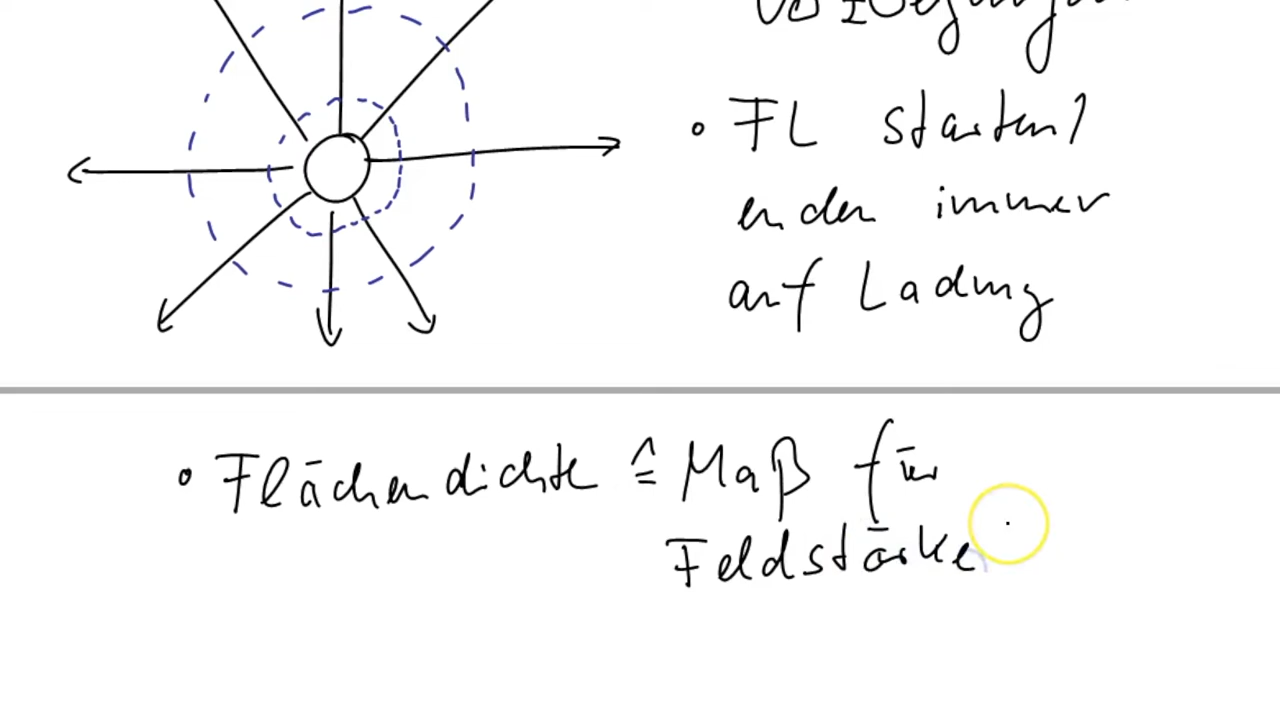 • FL starten/
enden immer
auf Ladung
• Flächendichte ≙ Maß für
Feldstärke